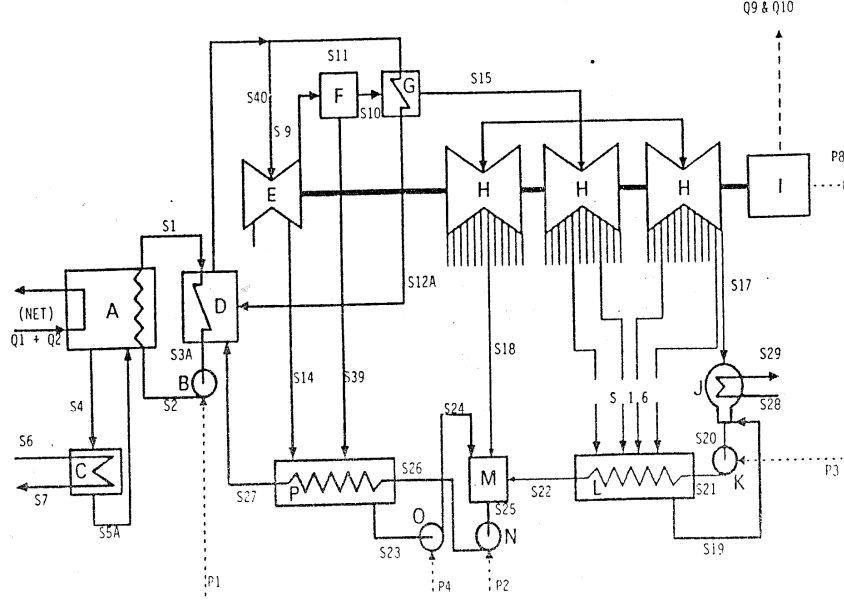 Q9 & Q10
S11
G
S15
F
S10
S40
S 9
P8
E
H
H
H
I
S1
S12A
S17
A
D
(NET)
Q1 + Q2
S3A
S18
S29
B
S14
S39
J
S2
S28
S4
S 1 6
S24
S6
S20
C
M
P3
S26
S7
P
S27
S22
L
S21
K
S25
O
N
S5A
S23
S19
P1
P4
P2